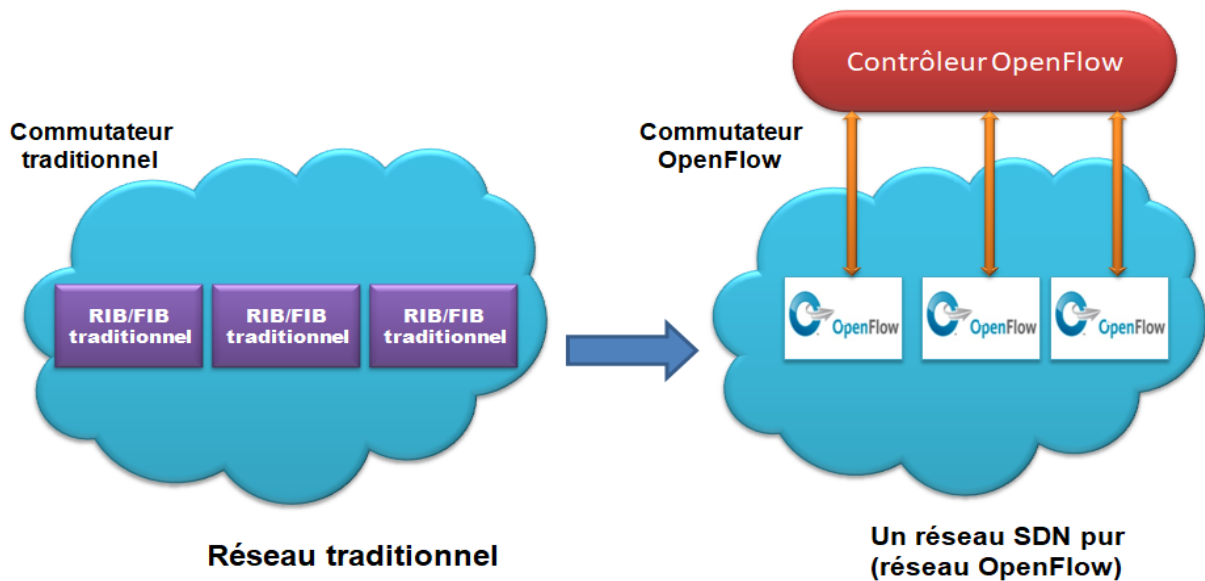 Contrôleur OpenFlow
Commutateur
traditionnel
Commutateur
OpenFlow
RIB/FIB
traditionnel
RIB/FIB
traditionnel
RIB/FIB
traditionnel
OpenFlow
OpenFlow
OpenFlow
Réseau traditionnel
Un réseau SDN pur
(réseau OpenFlow)